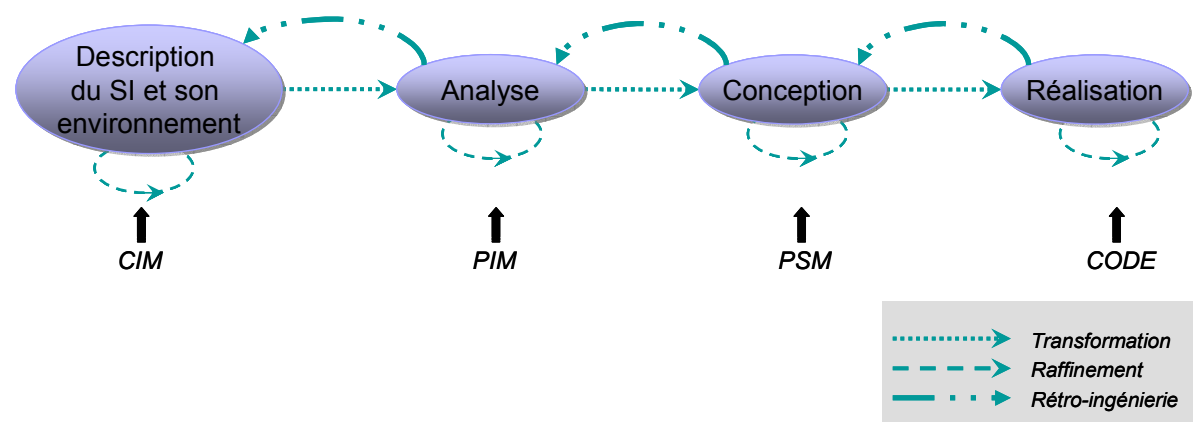 Description
du SI et son
environnement
Analyse
Conception
Réalisation
CIM
PIM
PSM
CODE
Transformation
Raffinement
Rétro-ingénierie